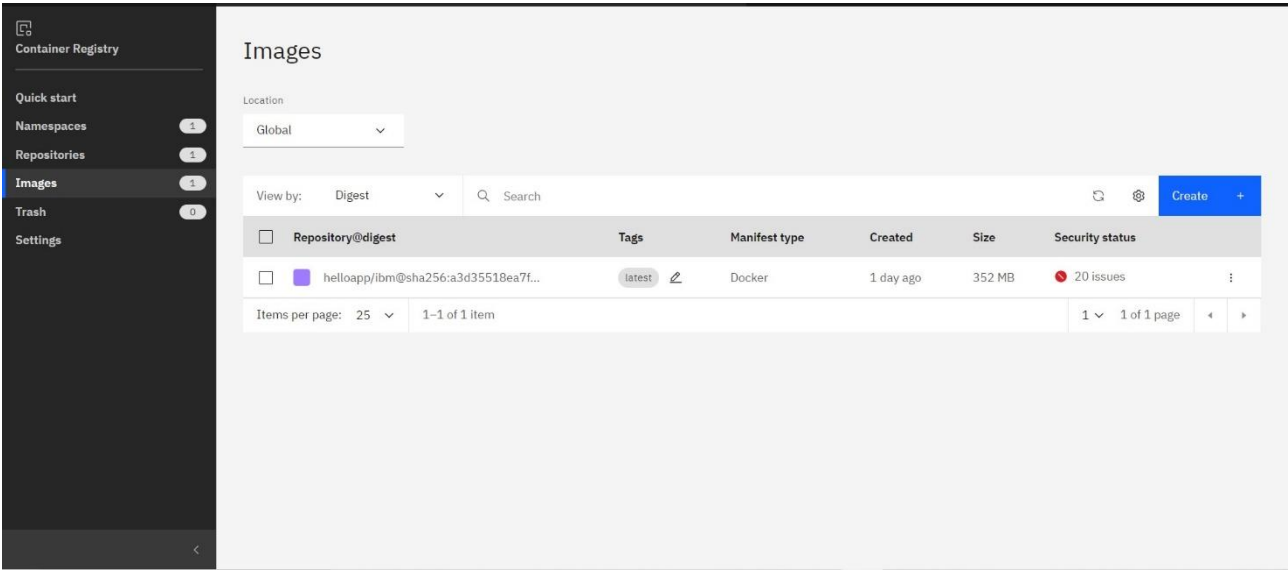 Container Registry
Quick start
Namespaces 1
Repositories 1
Images 1
Trash 0
Settings
Images
Location
Global
View by: Digest Search Create +
Repository@digest Tags Manifest type Created Size Security status
helloapp/ibm@sha256:a3d35518ea7f... latest Docker 1 day ago 352 MB 20 issues
Items per page: 25 1–1 of 1 item 1 1 of 1 page